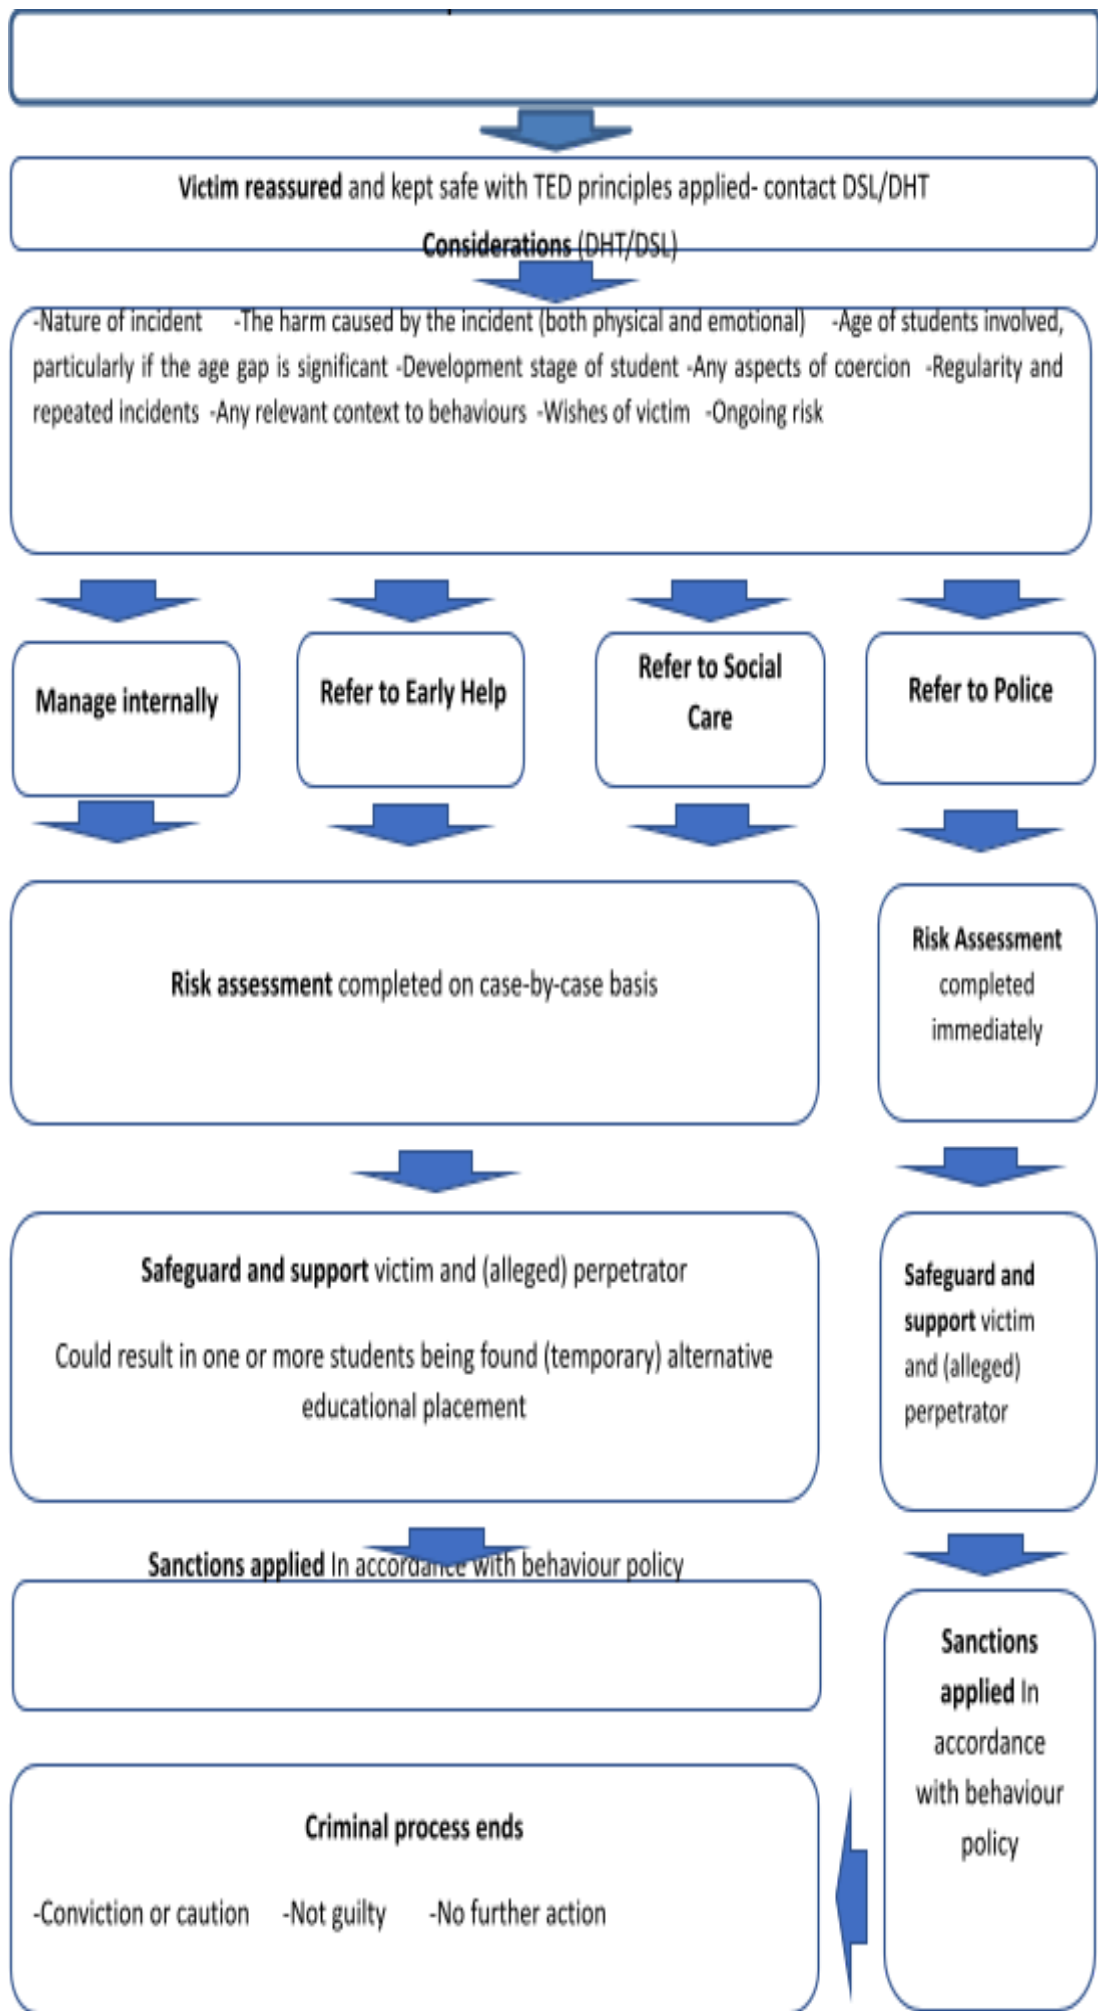 Victim reassured and kept safe with TED principles applied- contact DSL/DHT
Considerations (DHT/DSL)
-Nature of incident -The harm caused by the incident (both physical and emotional) -Age of students involved,
particularly if the age gap is significant -Development stage of student -Any aspects of coercion -Regularity and
repeated incidents -Any relevant context to behaviours -Wishes of victim -Ongoing risk
Manage internally
Refer to Early Help
Refer to Social
Care
Refer to Police
Risk assessment completed on case-by-case basis
Risk Assessment
completed
immediately
Safeguard and support victim and (alleged) perpetrator
Could result in one or more students being found (temporary) alternative
educational placement
Safeguard and
support victim
and (alleged)
perpetrator
Sanctions applied In accordance with behaviour policy
Sanctions
applied In
accordance
with behaviour
policy
Criminal process ends
-Conviction or caution -Not guilty -No further action